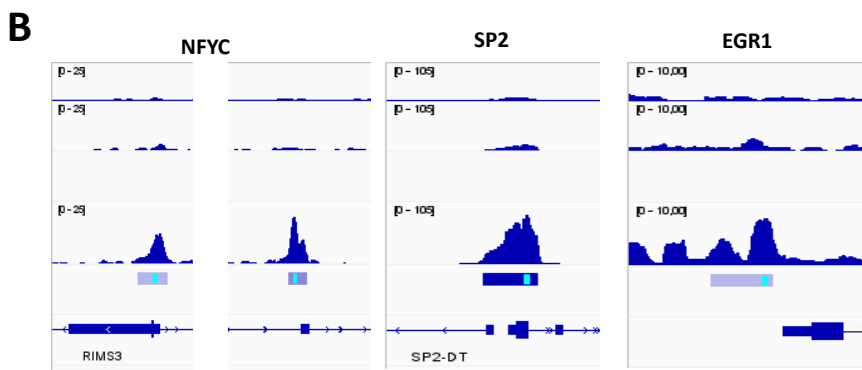 B
NFYC SP2 EGR1
[0 - 25] [0 - 105] [0 - 10,00]
[0 - 25] [0 - 105] [0 - 10,00]
[0 - 25] [0 - 105] [0 - 10,00]
RIMS3 SP2-DT